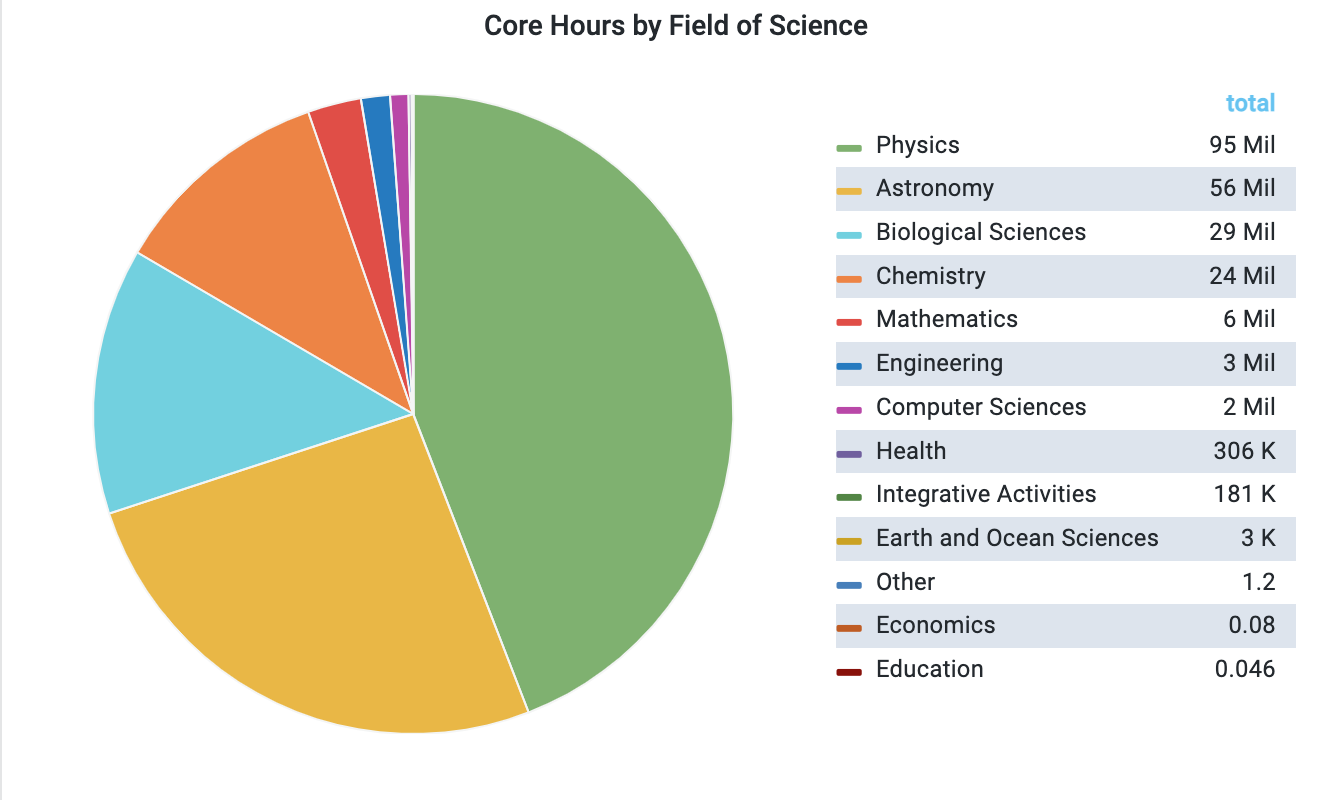 Core Hours by Field of Science
total
Physics 95 Mil
Astronomy 56 Mil
Biological Sciences 29 Mil
Chemistry 24 Mil
Mathematics 6 Mil
Engineering 3 Mil
Computer Sciences 2 Mil
Health 306 K
Integrative Activities 181 K
Earth and Ocean Sciences 3 K
Other 1.2
Economics 0.08
Education 0.046